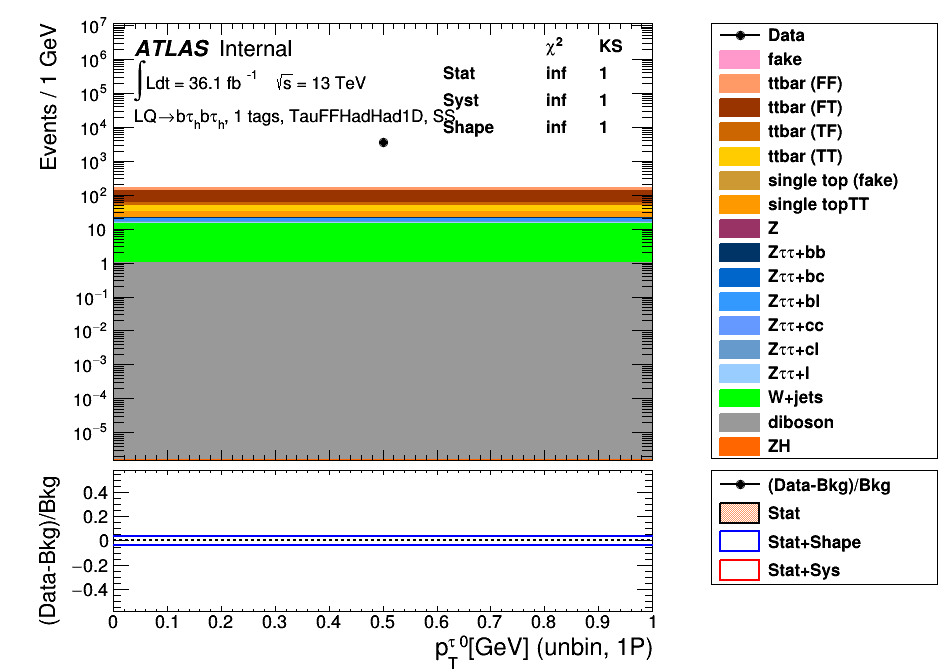 Events / 1 GeV
10⁷
10⁶
10⁵
10⁴
10³
10²
10
1
10⁻¹
10⁻²
10⁻³
10⁻⁴
10⁻⁵
ATLAS Internal
∫Ldt = 36.1 fb⁻¹ √s = 13 TeV
LQ→bτₕbτₕ, 1 tags, TauFFHadHad1D, SS
χ² KS
Stat inf 1
Syst inf 1
Shape inf 1
Data
fake
ttbar (FF)
ttbar (FT)
ttbar (TF)
ttbar (TT)
single top (fake)
single topTT
Z
Zττ+bb
Zττ+bc
Zττ+bl
Zττ+cc
Zττ+cl
Zττ+l
W+jets
diboson
ZH
(Data-Bkg)/Bkg
0.4
0.2
0
−0.2
−0.4
0 0.1 0.2 0.3 0.4 0.5 0.6 0.7 0.8 0.9 1
p_T^τ 0[GeV] (unbin, 1P)
(Data-Bkg)/Bkg
Stat
Stat+Shape
Stat+Sys